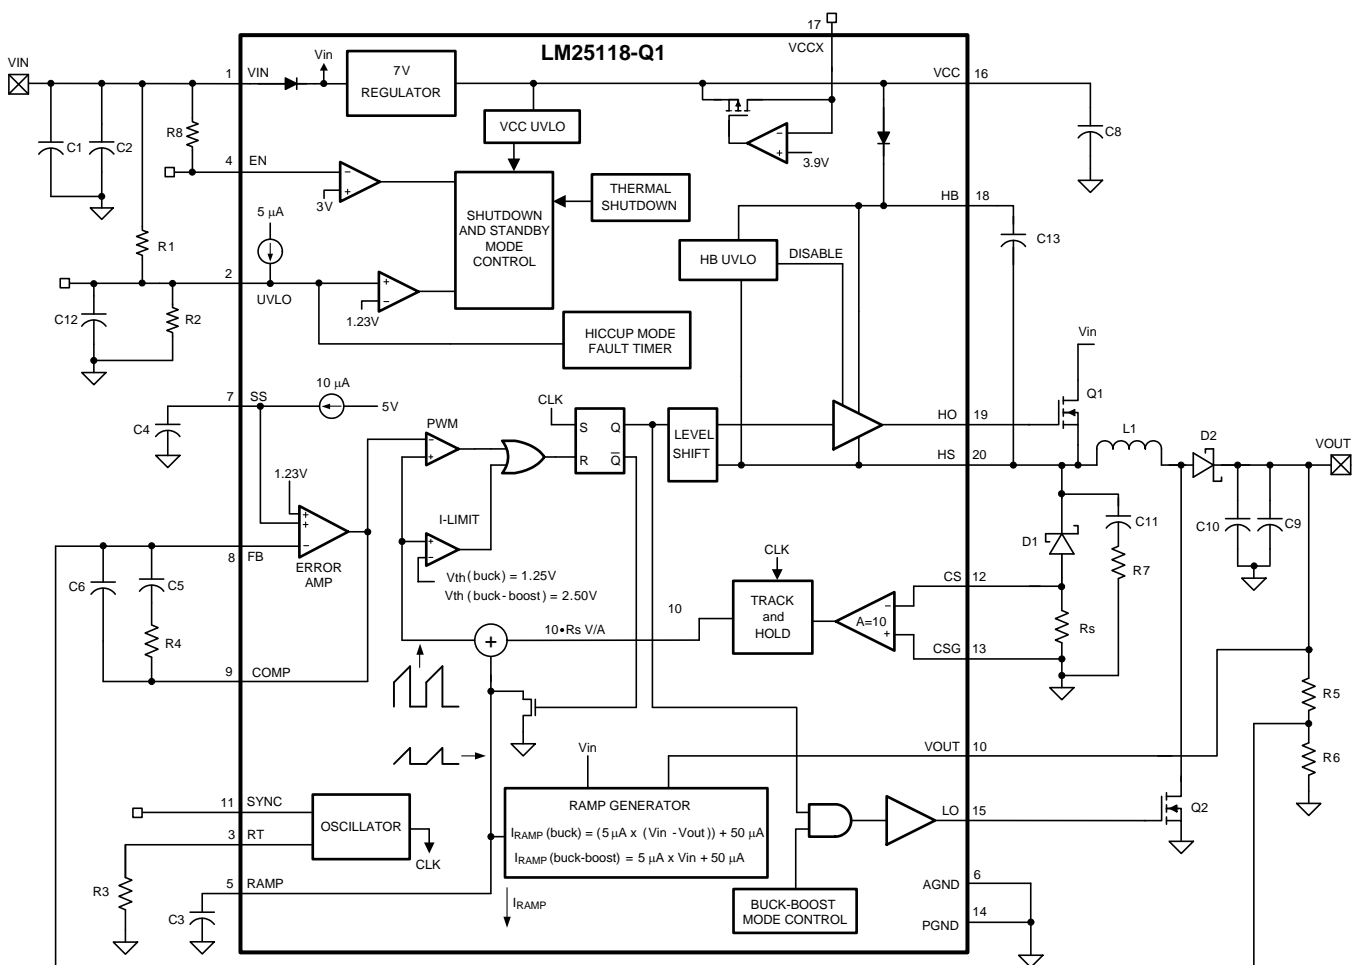 17
VCCX
LM25118-Q1
VIN
1
VIN
Vin
7V
REGULATOR
VCC
16
C1
C2
R8
VCC UVLO
3.9V
C8
4
EN
3V
THERMAL
SHUTDOWN
HB
18
5 µA
SHUTDOWN
AND STANDBY
MODE
CONTROL
R1
HB UVLO
DISABLE
C13
2
UVLO
1.23V
C12
R2
HICCUP MODE
FAULT TIMER
Vin
7
SS
10 µA
5V
CLK
Q1
C4
PWM
S
Q
R
Q
LEVEL
SHIFT
HO
19
HS
20
L1
D2
VOUT
1.23V
I-LIMIT
C10
C9
C11
D1
R7
8
FB
ERROR
AMP
Vth (buck) = 1.25V
Vth (buck-boost) = 2.50V
CLK
C6
C5
CS
12
10
TRACK
and
HOLD
A=10
Rs
R4
10•Rs V/A
CSG
13
9
COMP
R5
Vin
VOUT
10
R6
RAMP GENERATOR
IRAMP (buck) = (5 µA x (Vin - Vout)) + 50 µA
IRAMP (buck-boost) = 5 µA x Vin + 50 µA
11
SYNC
OSCILLATOR
3
RT
CLK
LO
15
Q2
R3
5
RAMP
C3
IRAMP
BUCK-BOOST
MODE CONTROL
AGND
6
PGND
14